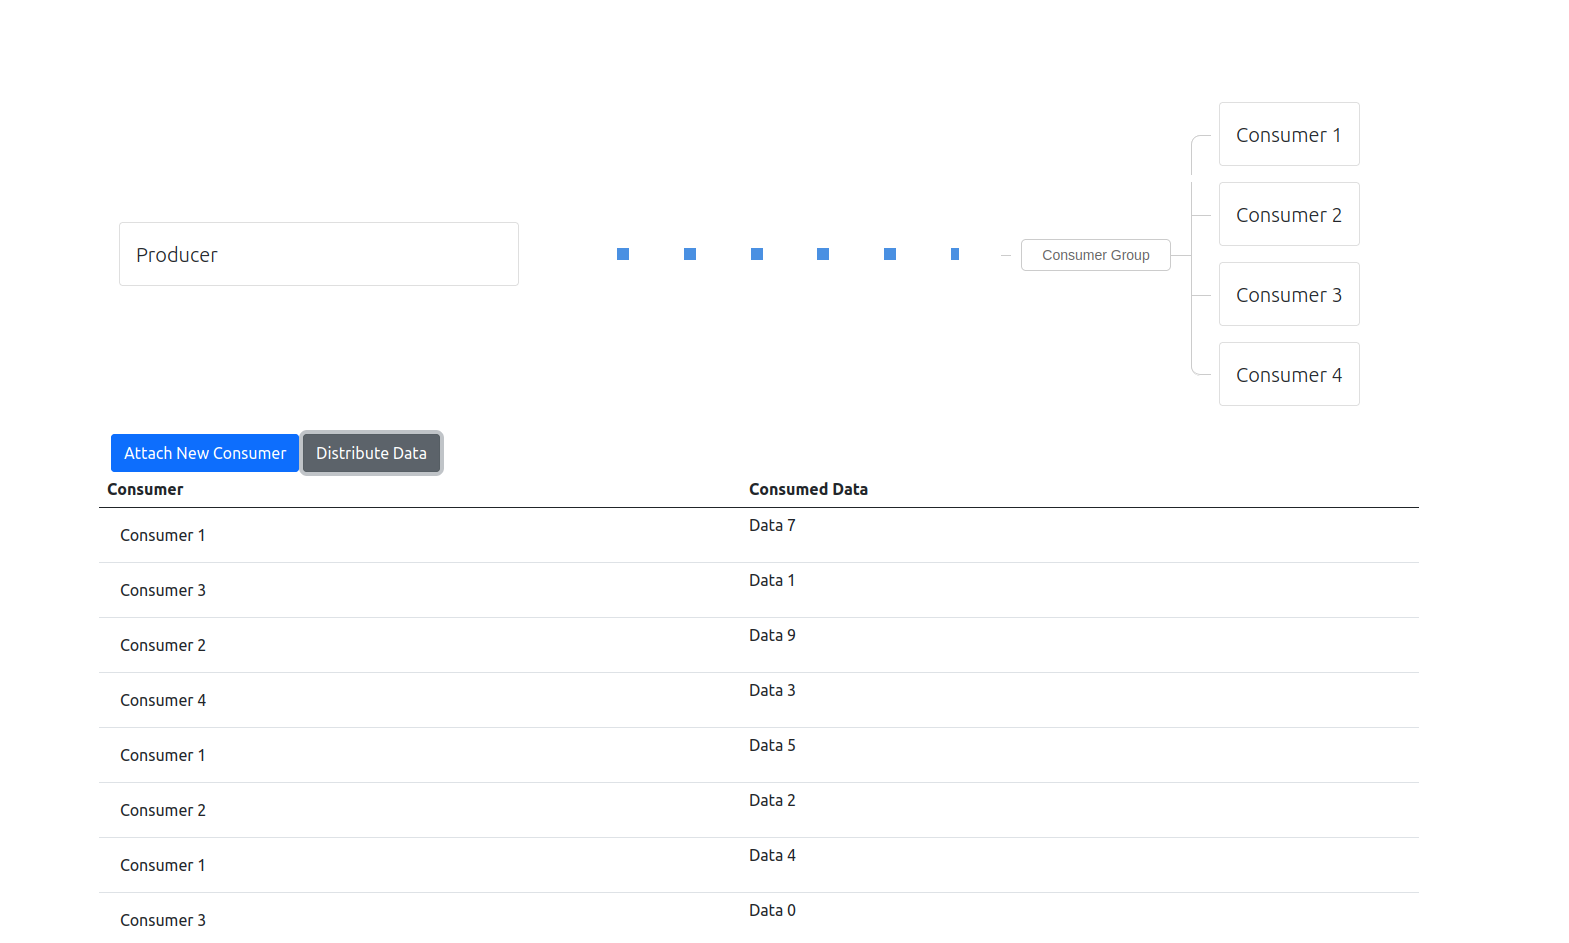 Consumer 1
Consumer 2
Producer
Consumer Group
Consumer 3
Consumer 4
Attach New Consumer Distribute Data
Consumer Consumed Data
Consumer 1 Data 7
Consumer 3 Data 1
Consumer 2 Data 9
Consumer 4 Data 3
Consumer 1 Data 5
Consumer 2 Data 2
Consumer 1 Data 4
Consumer 3 Data 0